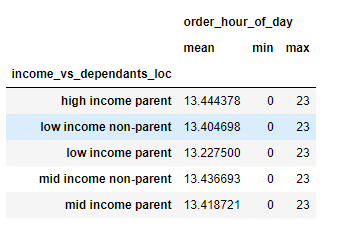 order_hour_of_day
mean min max
income_vs_dependants_loc
high income parent 13.444378 0 23
low income non-parent 13.404698 0 23
low income parent 13.227500 0 23
mid income non-parent 13.436693 0 23
mid income parent 13.418721 0 23